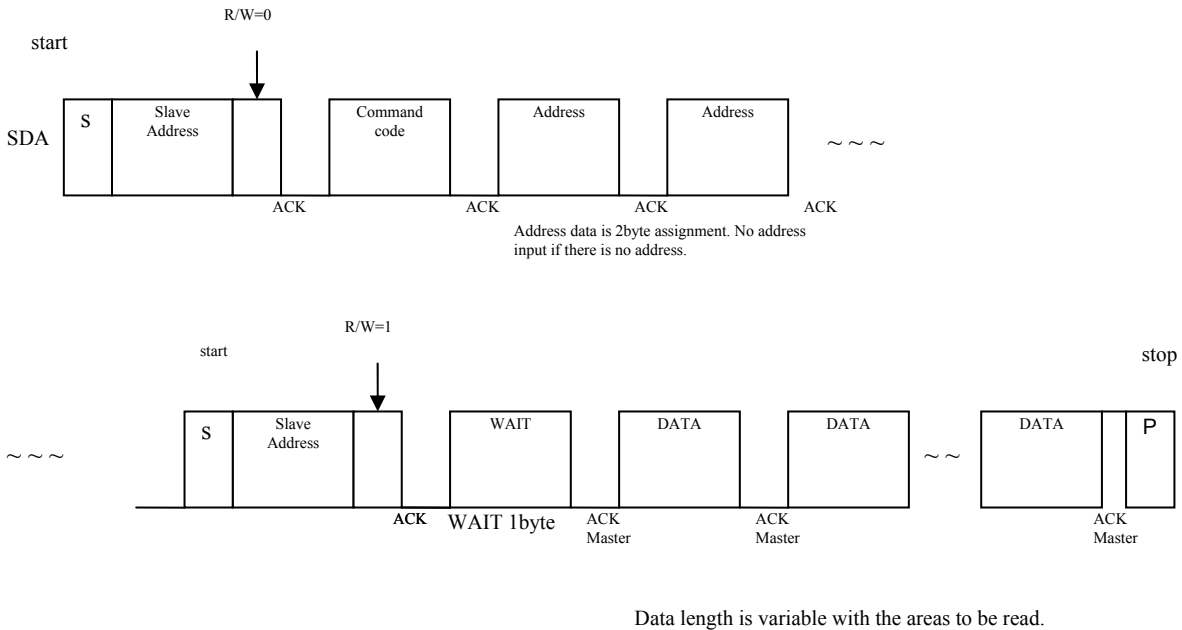 R/W=0
start
SDA
S
Slave
Address
Command
code
Address
Address
~ ~ ~
ACK
ACK
ACK
ACK
Address data is 2byte assignment. No address
input if there is no address.
R/W=1
start
stop
~ ~ ~
S
Slave
Address
WAIT
DATA
DATA
~ ~
DATA
P
ACK
WAIT 1byte
ACK
Master
ACK
Master
ACK
Master
Data length is variable with the areas to be read.